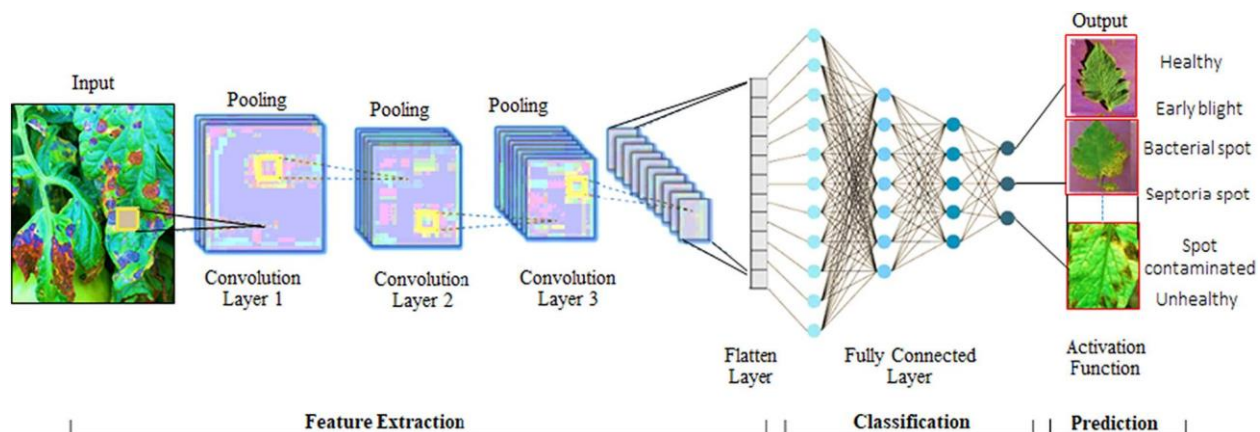 Input
Pooling
Pooling
Pooling
Convolution
Layer 1
Convolution
Layer 2
Convolution
Layer 3
Flatten
Layer
Fully Connected
Layer
Output
Healthy
Early blight
Bacterial spot
Septoria spot
Spot
contaminated
Unhealthy
Activation
Function
Feature Extraction
Classification
Prediction